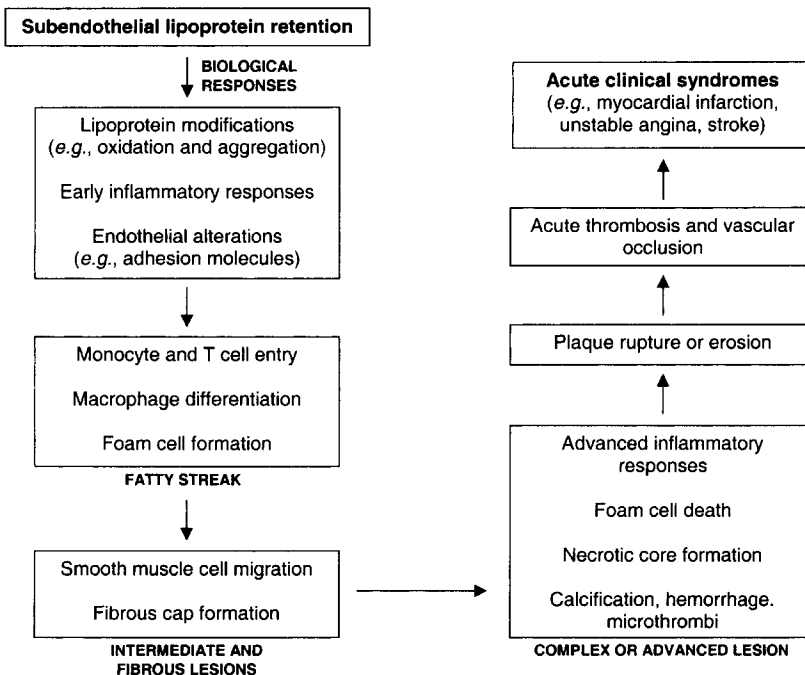 Subendothelial lipoprotein retention
BIOLOGICAL
RESPONSES
Lipoprotein modifications
(e.g., oxidation and aggregation)
Early inflammatory responses
Endothelial alterations
(e.g., adhesion molecules)
Monocyte and T cell entry
Macrophage differentiation
Foam cell formation
FATTY STREAK
Smooth muscle cell migration
Fibrous cap formation
INTERMEDIATE AND
FIBROUS LESIONS
Acute clinical syndromes
(e.g., myocardial infarction,
unstable angina, stroke)
Acute thrombosis and vascular
occlusion
Plaque rupture or erosion
Advanced inflammatory
responses
Foam cell death
Necrotic core formation
Calcification, hemorrhage.
microthrombi
COMPLEX OR ADVANCED LESION